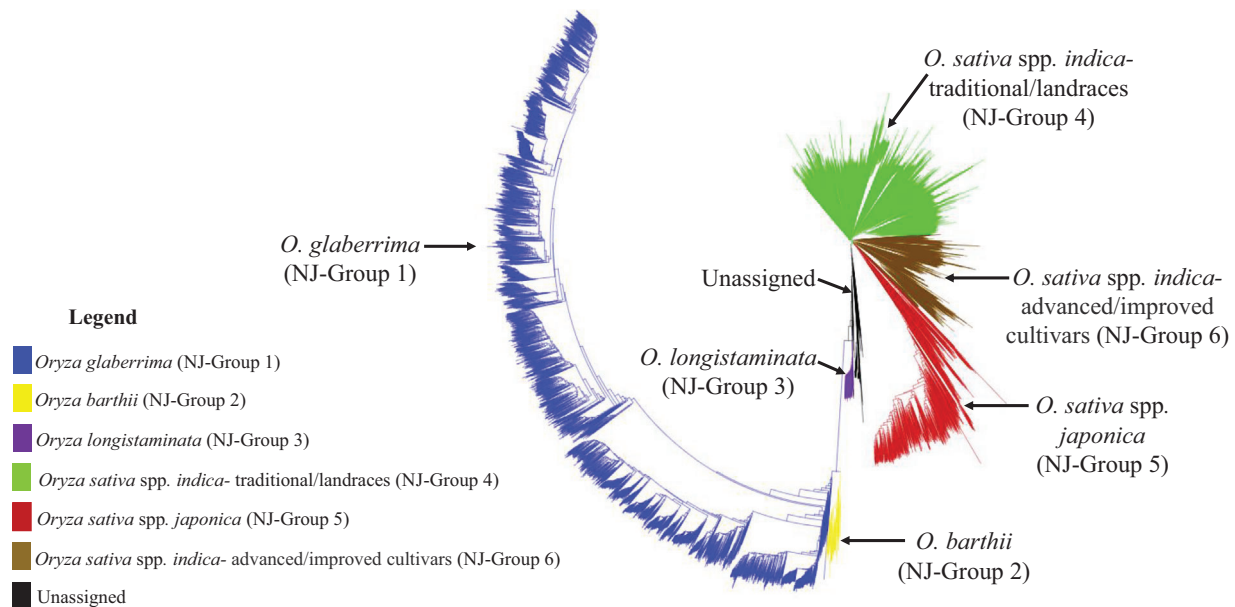 O. sativa spp. indica-
traditional/landraces
(NJ-Group 4)
O. glaberrima
(NJ-Group 1)
Unassigned
O. sativa spp. indica-
advanced/improved
cultivars (NJ-Group 6)
Legend
Oryza glaberrima (NJ-Group 1)
Oryza barthii (NJ-Group 2)
Oryza longistaminata (NJ-Group 3)
Oryza sativa spp. indica- traditional/landraces (NJ-Group 4)
Oryza sativa spp. japonica (NJ-Group 5)
Oryza sativa spp. indica- advanced/improved cultivars (NJ-Group 6)
Unassigned
O. longistaminata
(NJ-Group 3)
O. sativa spp.
japonica
(NJ-Group 5)
O. barthii
(NJ-Group 2)